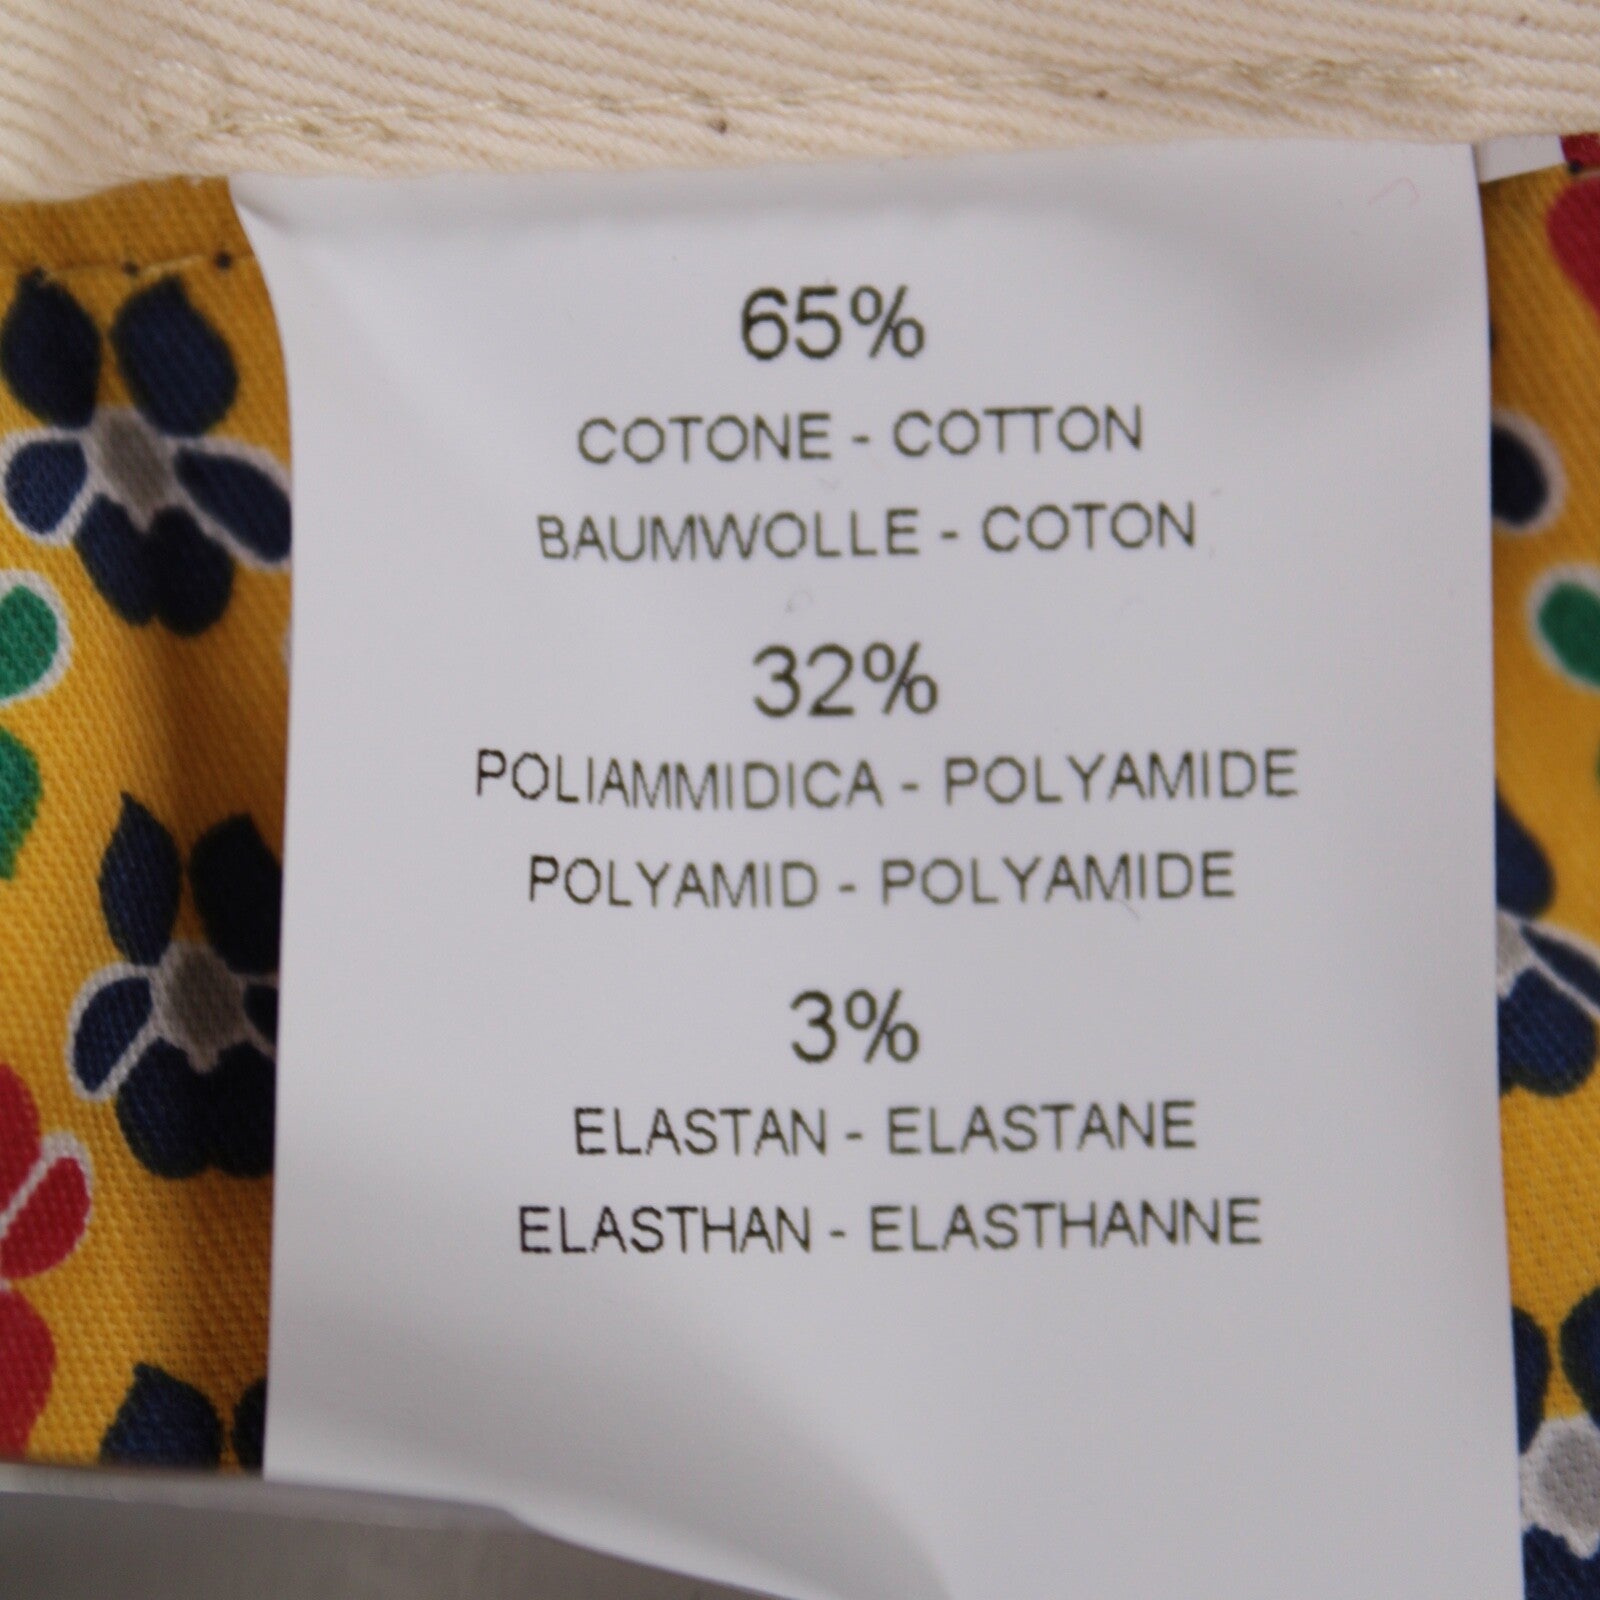 65%
COTONE - COTTON
BAUMWOLLE - COTON
32%
POLIAMMIDICA - POLYAMIDE
POLYAMID - POLYAMIDE
3%
ELASTAN - ELASTANE
ELASTHAN - ELASTHANNE